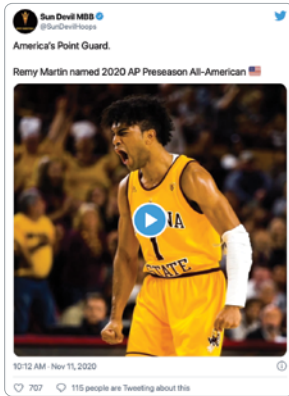 Sun Devil MBB
@SunDevilHoops
America's Point Guard.
Remy Martin named 2020 AP Preseason All-American 🇺🇸
NA
1
STATE
10:12 AM · Nov 11, 2020
707 115 people are Tweeting about this